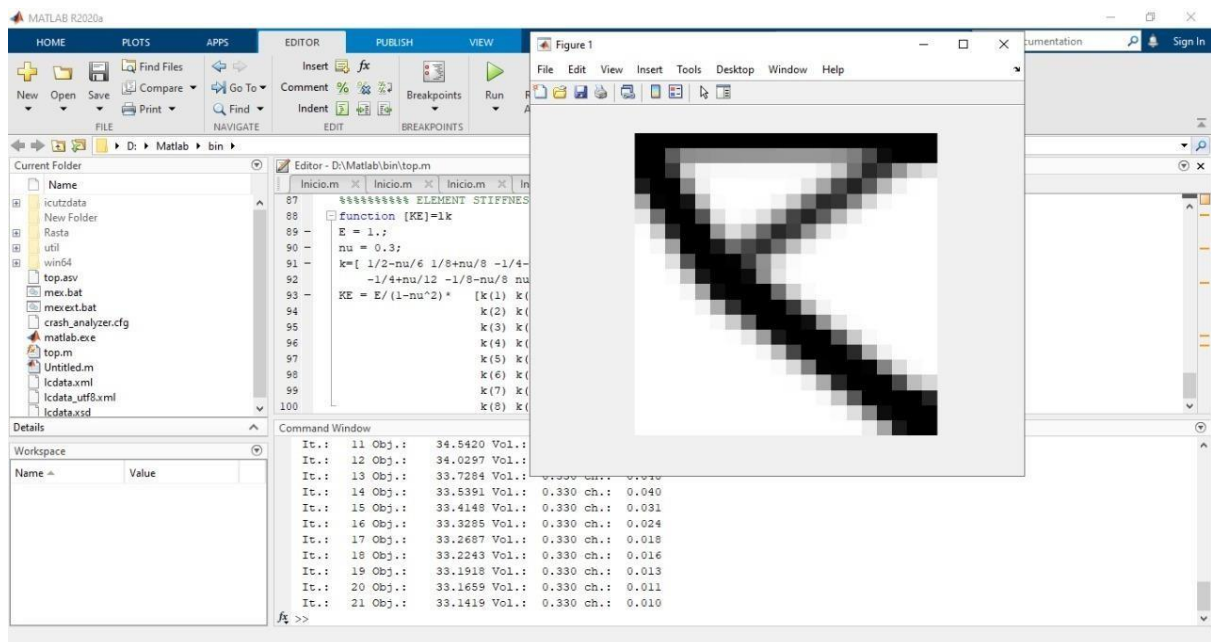 MATLAB R2020a
HOME PLOTS APPS EDITOR PUBLISH VIEW
Documentation Sign In
New Open Save
Find Files
Compare
Print
Go To
Find
Insert fx
Comment
Indent
Breakpoints
Run
FILE NAVIGATE EDIT BREAKPOINTS
D: Matlab bin
Current Folder
Name
icutzdata
New Folder
Rasta
util
win64
top.asv
mex.bat
mexext.bat
crash_analyzer.cfg
matlab.exe
top.m
Untitled.m
lcdata.xml
lcdata_utf8.xml
lcdata.xsd
Details
Workspace
Name Value
Editor - D:\Matlab\bin\top.m
Inicio.m Inicio.m Inicio.m In
87 %%%%%%%%%% ELEMENT STIFFNES
88 function [KE]=lk
89 - E = 1.;
90 - nu = 0.3;
91 - k=[ 1/2-nu/6 1/8+nu/8 -1/4-
92 -1/4+nu/12 -1/8-nu/8 nu
93 - KE = E/(1-nu^2)* [k(1) k(
94 k(2) k(
95 k(3) k(
96 k(4) k(
97 k(5) k(
98 k(6) k(
99 k(7) k(
100 k(8) k(
Figure 1
File Edit View Insert Tools Desktop Window Help
Command Window
It.: 11 Obj.: 34.5420 Vol.:
It.: 12 Obj.: 34.0297 Vol.:
It.: 13 Obj.: 33.7284 Vol.: 0.330 ch.:
It.: 14 Obj.: 33.5391 Vol.: 0.330 ch.: 0.040
It.: 15 Obj.: 33.4148 Vol.: 0.330 ch.: 0.031
It.: 16 Obj.: 33.3285 Vol.: 0.330 ch.: 0.024
It.: 17 Obj.: 33.2687 Vol.: 0.330 ch.: 0.018
It.: 18 Obj.: 33.2243 Vol.: 0.330 ch.: 0.016
It.: 19 Obj.: 33.1918 Vol.: 0.330 ch.: 0.013
It.: 20 Obj.: 33.1659 Vol.: 0.330 ch.: 0.011
It.: 21 Obj.: 33.1419 Vol.: 0.330 ch.: 0.010
fx >>